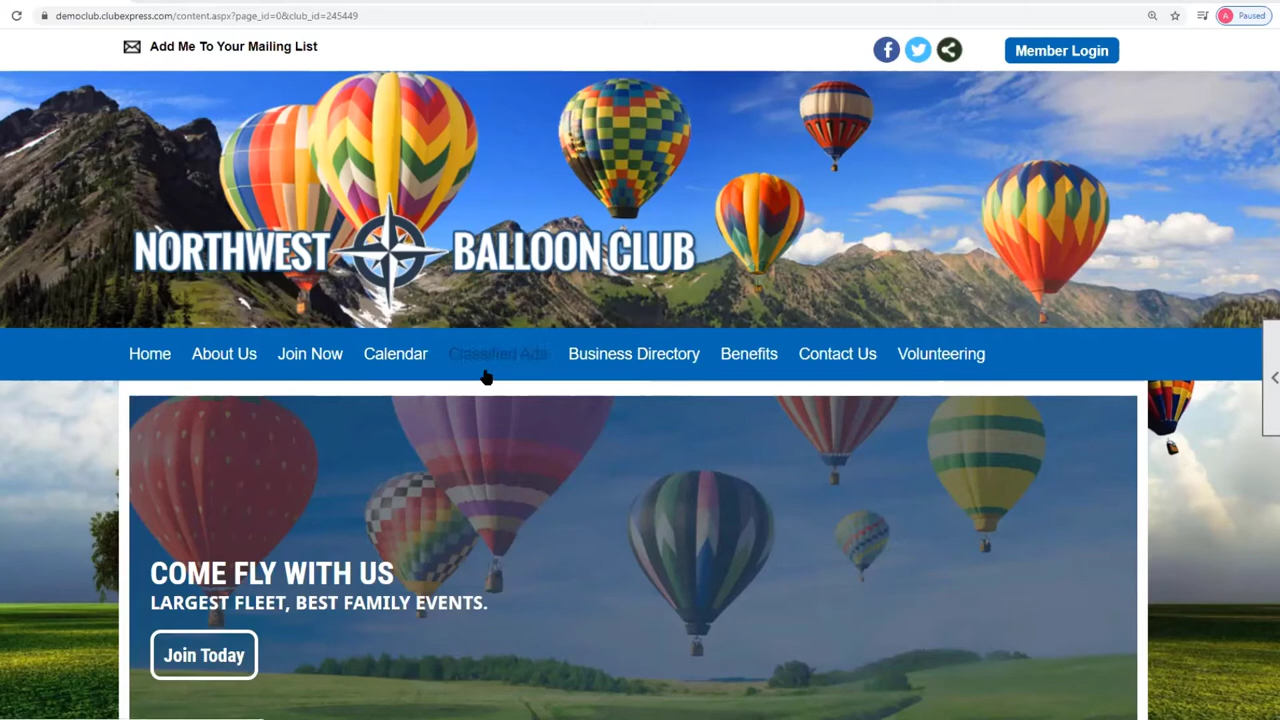 democlub.clubexpress.com/content.aspx?page_id=0&club_id=245449
A Paused
Add Me To Your Mailing List
Member Login
NORTHWEST BALLOON CLUB
Home About Us Join Now Calendar Classified Ads Business Directory Benefits Contact Us Volunteering
COME FLY WITH US
LARGEST FLEET, BEST FAMILY EVENTS.
Join Today